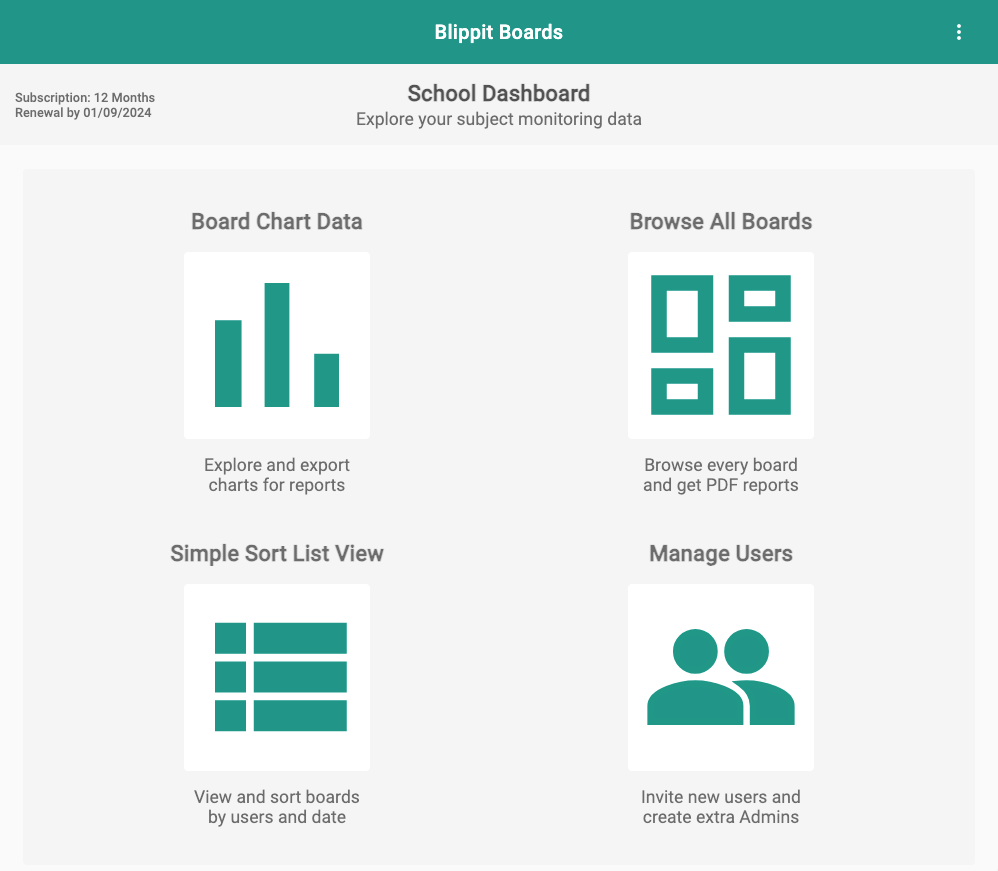 Blippit Boards
Subscription: 12 Months
Renewal by 01/09/2024
School Dashboard
Explore your subject monitoring data
Board Chart Data
Explore and export
charts for reports
Browse All Boards
Browse every board
and get PDF reports
Simple Sort List View
View and sort boards
by users and date
Manage Users
Invite new users and
create extra Admins